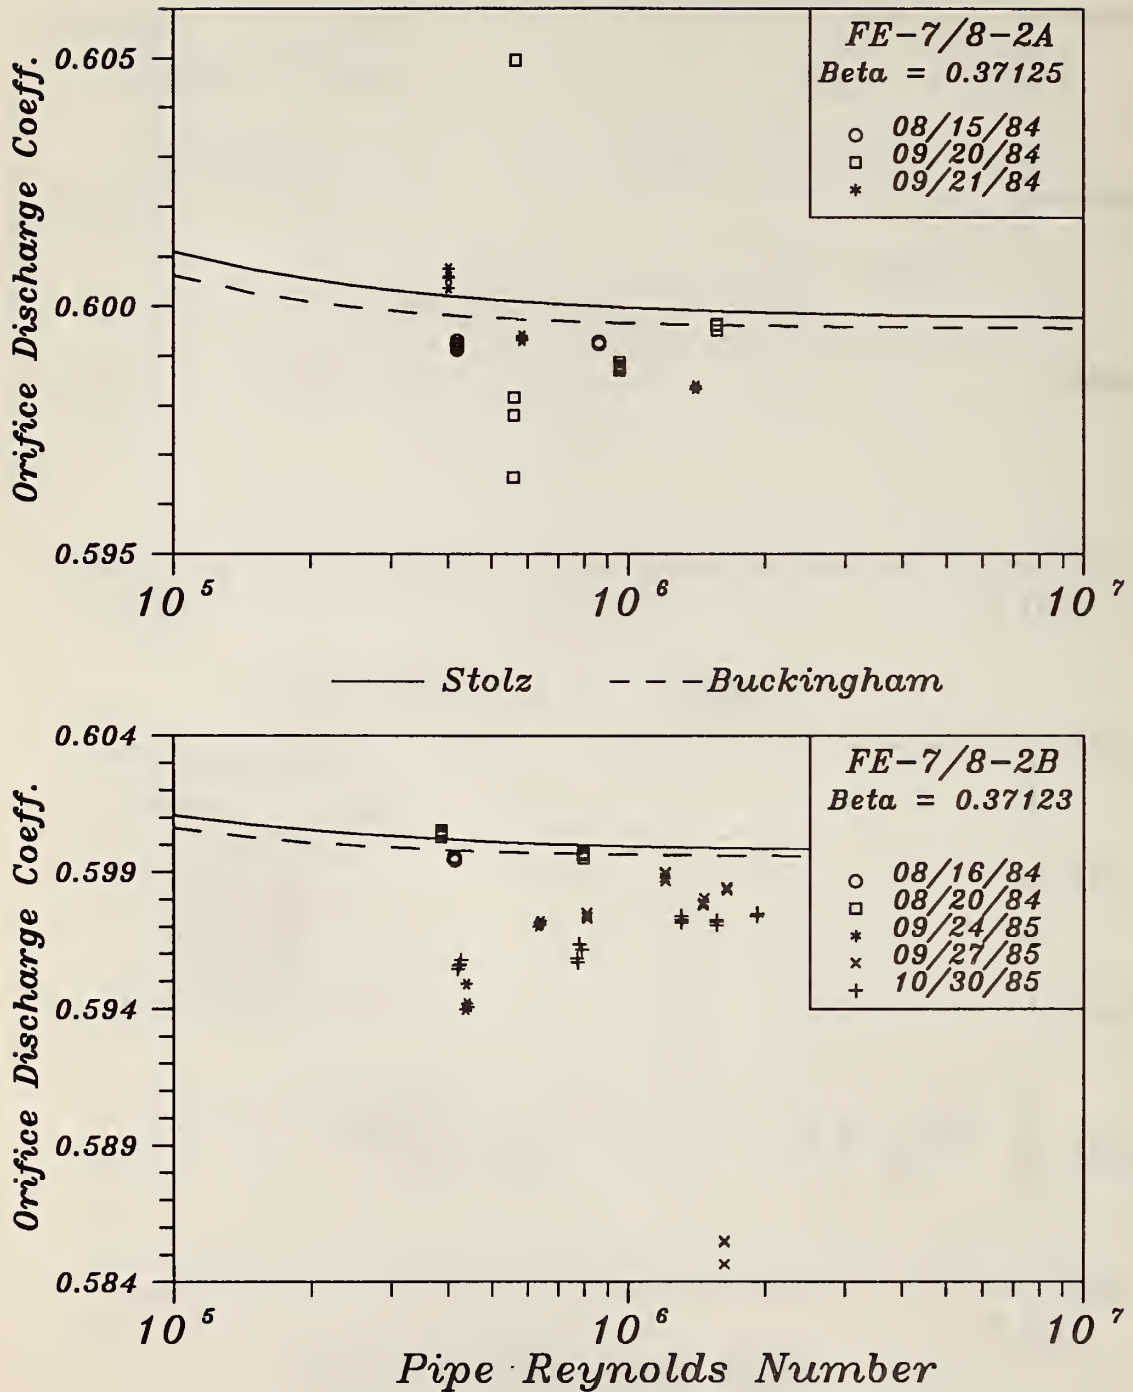 Orifice Discharge Coeff.
0.605
0.600
0.595
FE-7/8-2A
Beta = 0.37125
08/15/84
09/20/84
09/21/84
10 5
10 6
10 7
Stolz
Buckingham
Orifice Discharge Coeff.
0.604
0.599
0.594
0.589
0.584
FE-7/8-2B
Beta = 0.37123
08/16/84
08/20/84
09/24/85
09/27/85
10/30/85
10 5
10 6
10 7
Pipe Reynolds Number